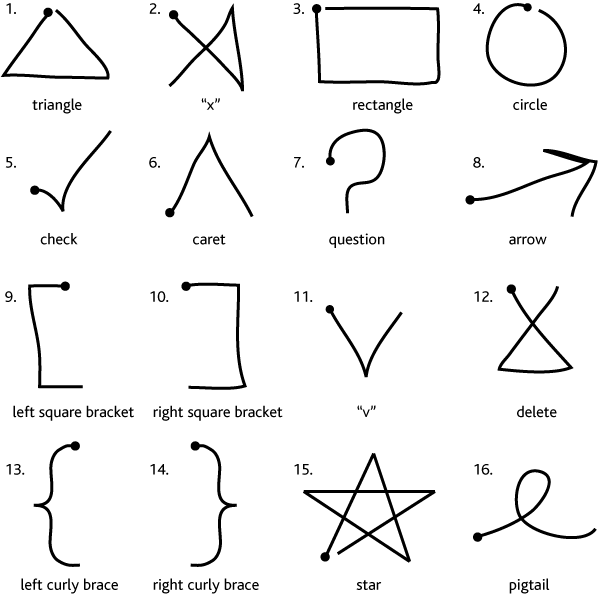 1. 2. 3. 4.
triangle “x” rectangle circle
5. 6. 7. 8.
check caret question arrow
9. 10. 11. 12.
left square bracket right square bracket “v” delete
13. 14. 15. 16.
left curly brace right curly brace star pigtail